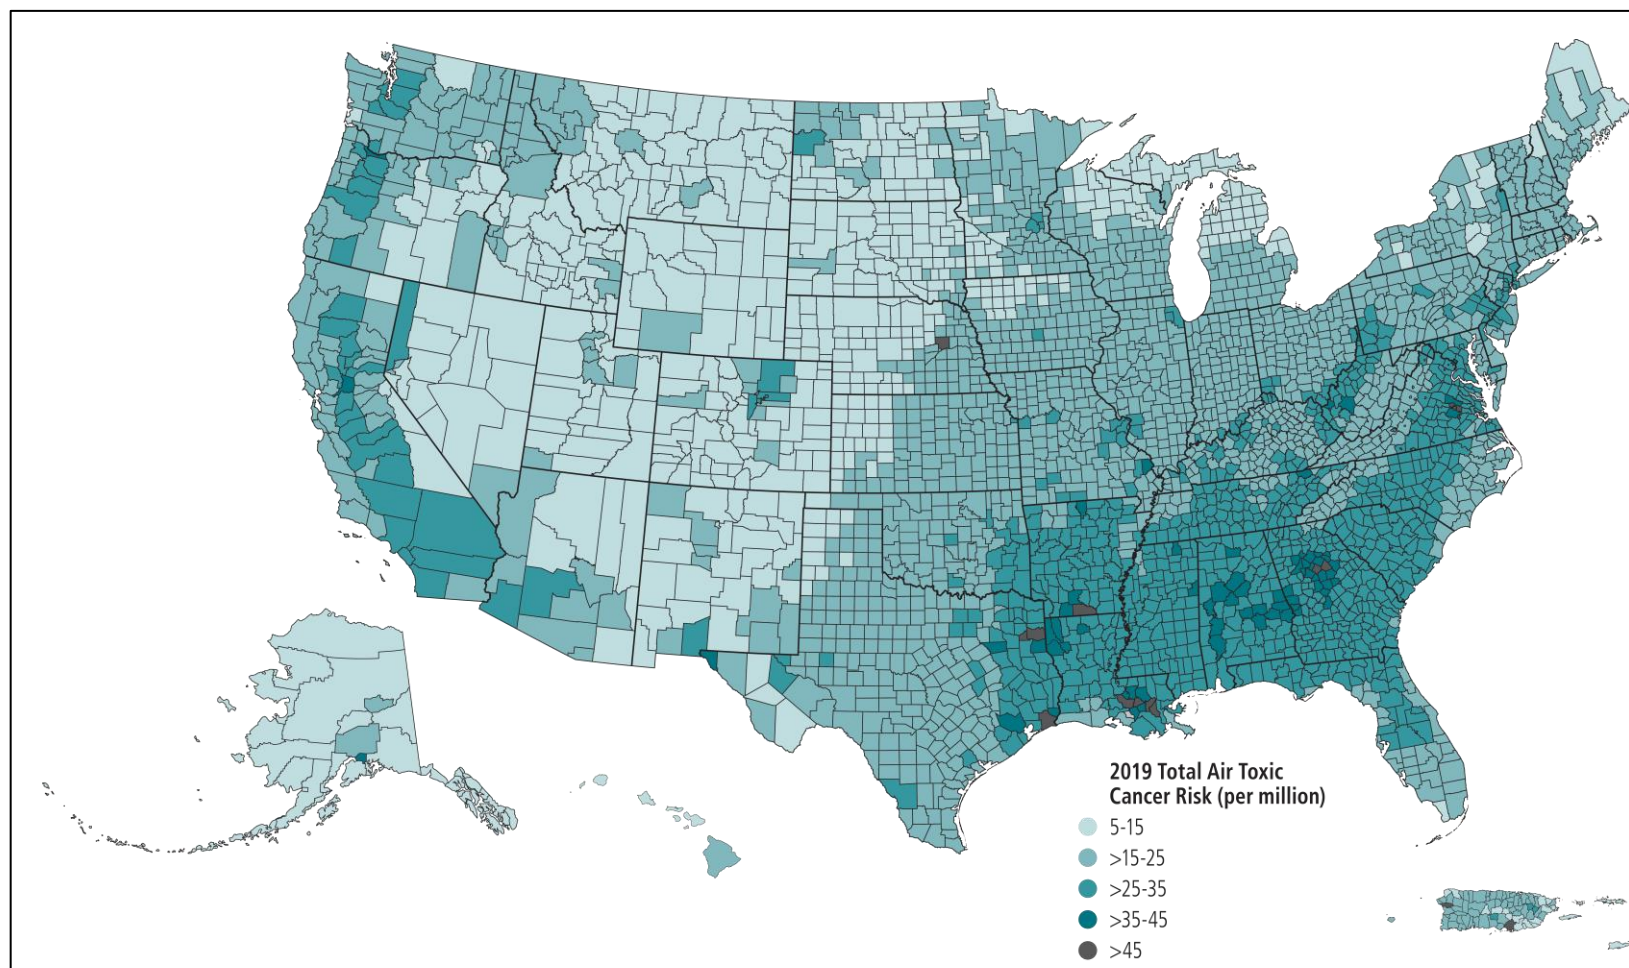 2019 Total Air Toxic
Cancer Risk (per million)
5-15
>15-25
>25-35
>35-45
>45